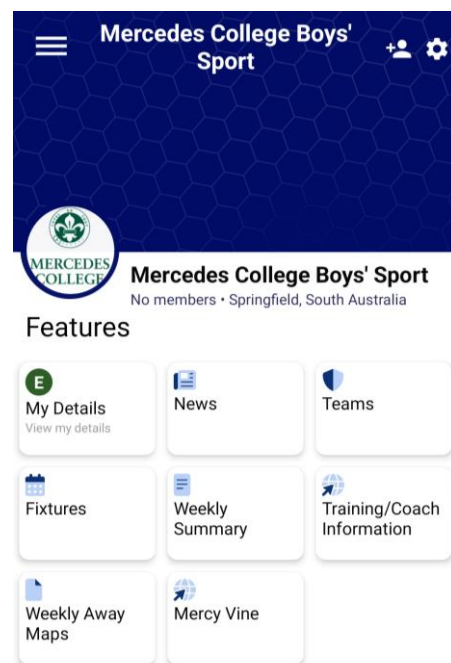 Mercedes College Boys'
Sport
MERCEDES
COLLEGE
Mercedes College Boys' Sport
No members • Springfield, South Australia
Features
E
My Details
View my details
News
Teams
Fixtures
Weekly
Summary
Training/Coach
Information
Weekly Away
Maps
Mercy Vine